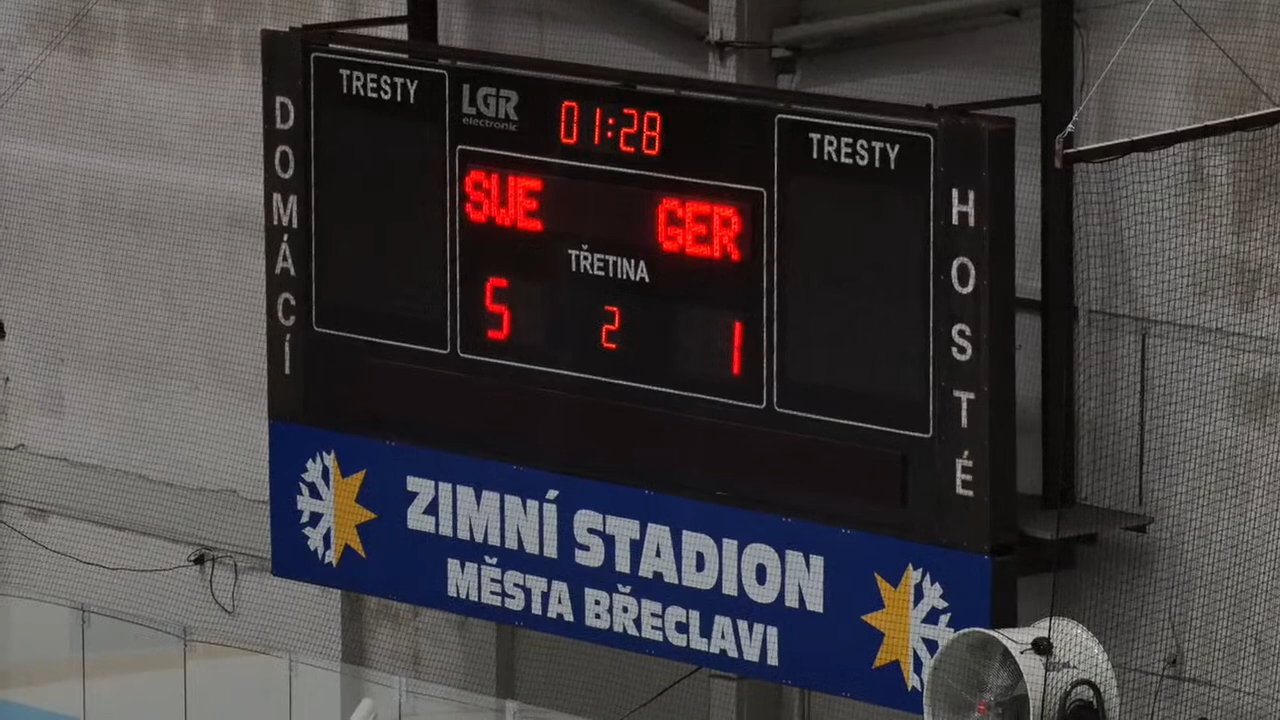 DOMÁCÍ
TRESTY
LGR
electronic
01:28
TRESTY
SWE GER
TŘETINA
5 2 1
HOSTÉ
ZIMNÍ STADION
MĚSTA BŘECLAVI